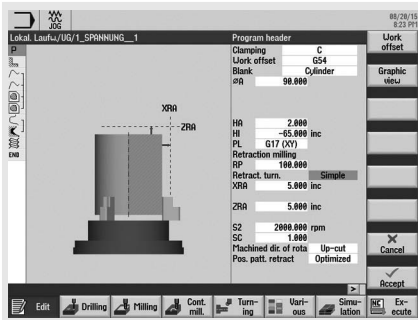 JOG
08/28/15
8:23 PM
Lokal. Laufw./UG/1_SPANNUNG__1
Program header
Work offset
P
END
XRA
ZRA
Clamping C
Work offset G54
Blank Cylinder
⌀A 90.000
HA 2.000
HI -65.000 inc
PL G17 (XY)
Retraction milling
RP 100.000
Retract. turn. Simple
XRA 5.000 inc
ZRA 5.000 inc
S2 2000.000 rpm
SC 1.000
Machined dir. of rota Up-cut
Pos. patt. retract Optimized
Graphic view
Cancel
Accept
Edit
Drilling
Milling
Cont. mill.
Turn- ing
Vari- ous
Simu- lation
NC
Ex- ecute